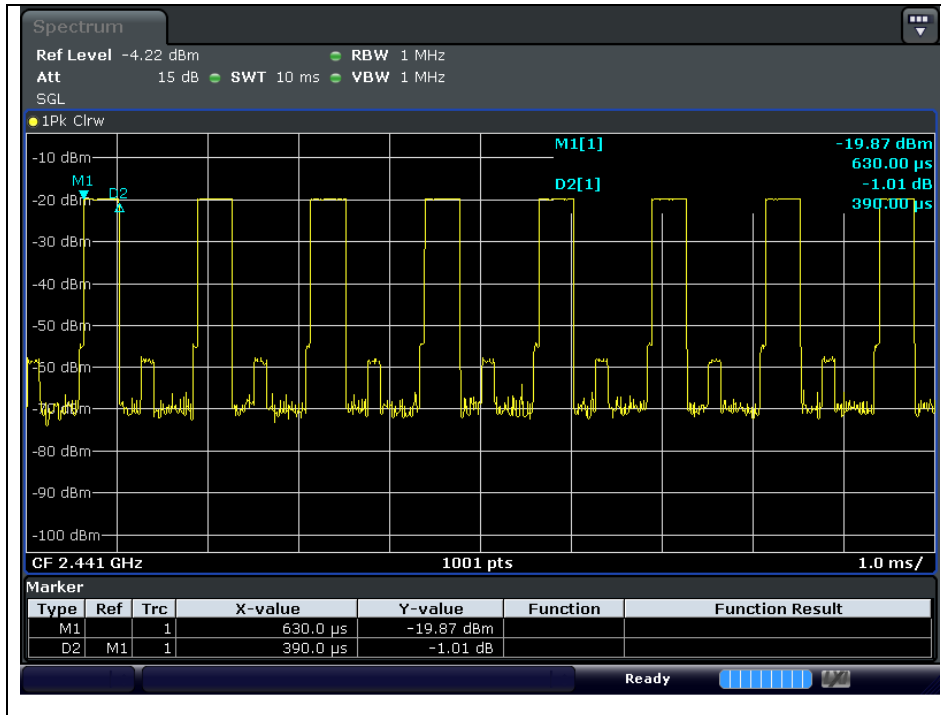 Spectrum
Ref Level -4.22 dBm RBW 1 MHz
Att 15 dB SWT 10 ms VBW 1 MHz
SGL
1Pk Clrw
M1[1] -19.87 dBm
630.00 µs
D2[1] -1.01 dB
390.00 µs
-10 dBm
M1
D2
-20 dBm
-30 dBm
-40 dBm
-50 dBm
-60 dBm
-70 dBm
-80 dBm
-90 dBm
-100 dBm
CF 2.441 GHz 1001 pts 1.0 ms/
Marker
Type Ref Trc X-value Y-value Function Function Result
M1 1 630.0 µs -19.87 dBm
D2 M1 1 390.0 µs -1.01 dB
Ready